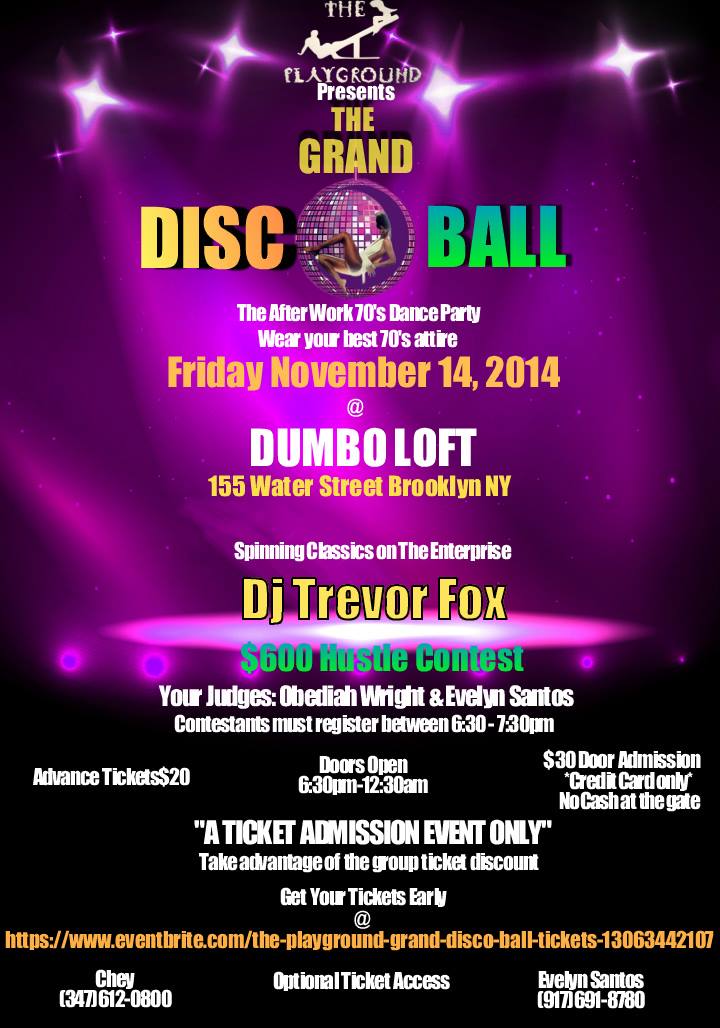 THE
PLAYGROUND
Presents
THE
GRAND
DISC BALL
The After Work 70's Dance Party
Wear your best 70's attire
Friday November 14, 2014
@
DUMBO LOFT
155 Water Street Brooklyn NY
Spinning Classics on The Enterprise
Dj Trevor Fox
$600 Hustle Contest
Your Judges: Obediah Wright & Evelyn Santos
Contestants must register between 6:30 - 7:30pm
Advance Tickets$20
Doors Open
6:30pm-12:30am
$30 Door Admission
*Credit Card only*
No Cash at the gate
"A TICKET ADMISSION EVENT ONLY"
Take advantage of the group ticket discount
Get Your Tickets Early
@
https://www.eventbrite.com/the-playground-grand-disco-ball-tickets-13063442107
Chey
(347)612-0800
Optional Ticket Access
Evelyn Santos
(917)691-8780